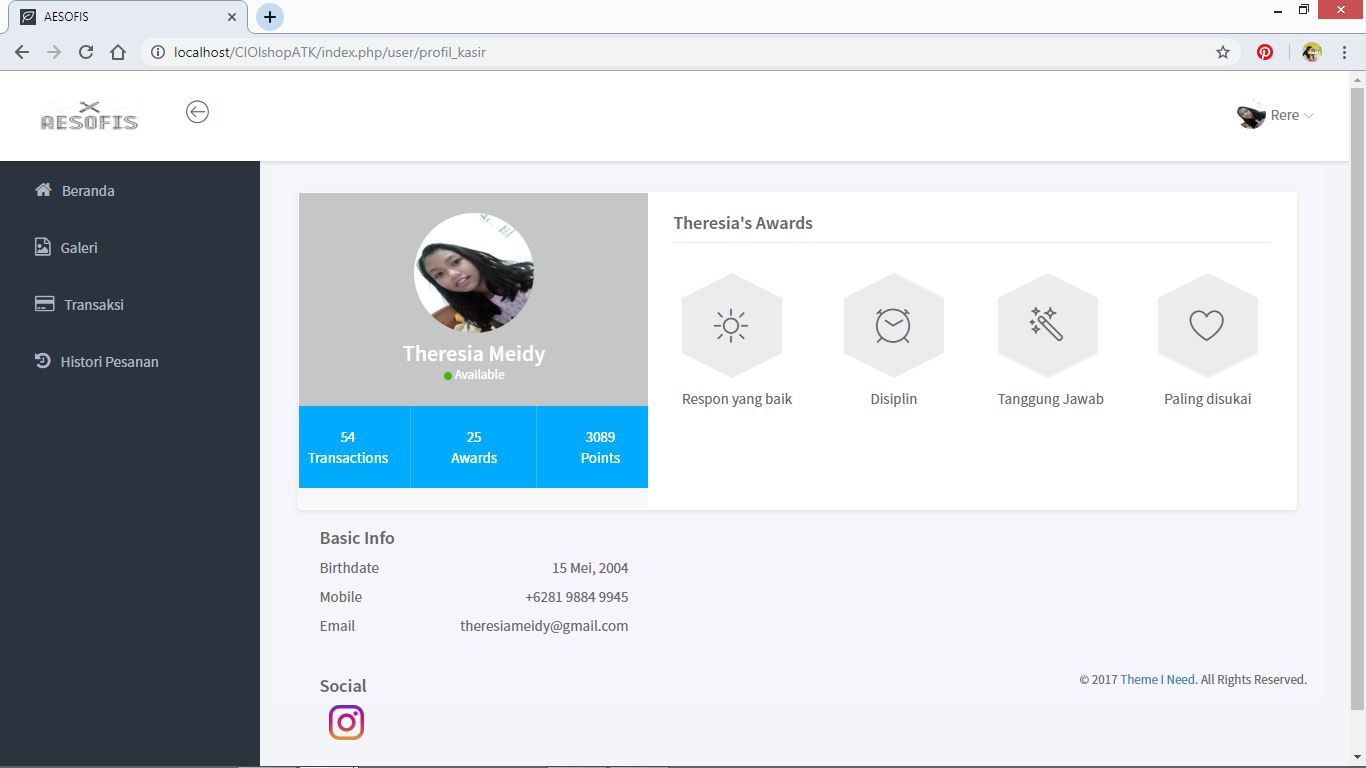 AESOFIS
localhost/CIOlshopATK/index.php/user/profil_kasir
AESOFIS
Rere
Beranda
Galeri
Transaksi
Histori Pesanan
Theresia Meidy
Available
54
Transactions
25
Awards
3089
Points
Theresia's Awards
Respon yang baik
Disiplin
Tanggung Jawab
Paling disukai
Basic Info
Birthdate 15 Mei, 2004
Mobile +6281 9884 9945
Email theresiameidy@gmail.com
Social
© 2017 Theme I Need. All Rights Reserved.